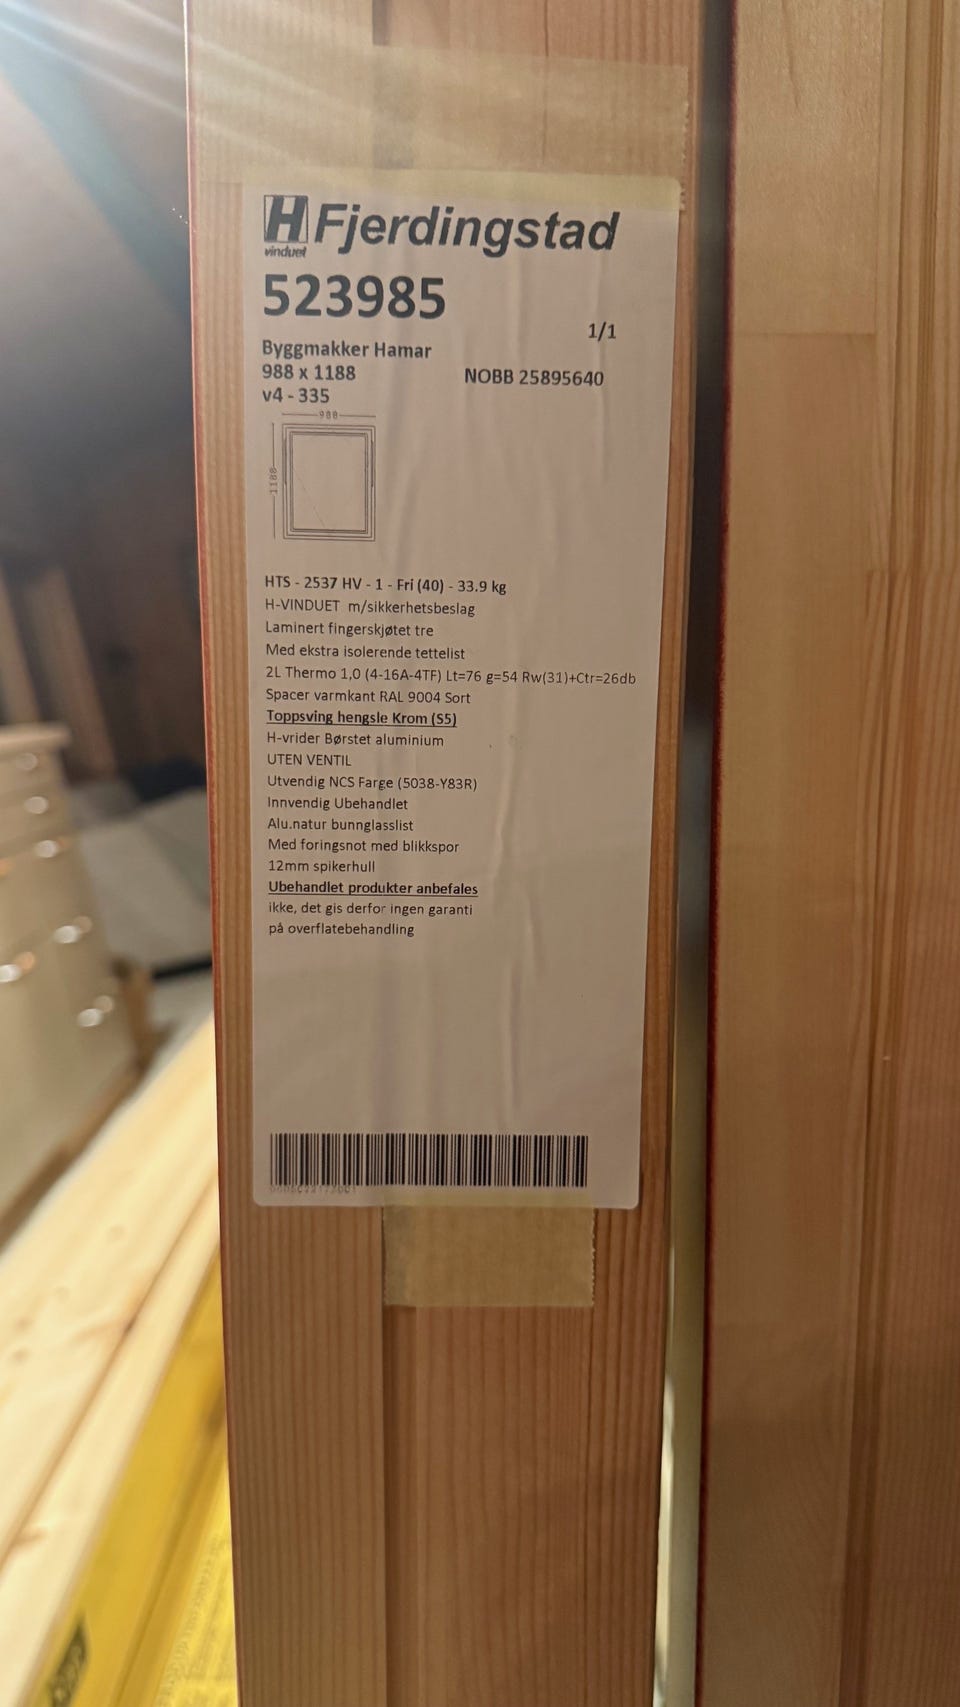 H Fjerdingstad
vinduet
523985
1/1
Byggmakker Hamar
988 x 1188
NOBB 25895640
v4 - 335
988
1188
HTS - 2537 HV - 1 - Fri (40) - 33.9 kg
H-VINDUET m/sikkerhetsbeslag
Laminert fingerskjøtet tre
Med ekstra isolerende tettelist
2L Thermo 1,0 (4-16A-4TF) Lt=76 g=54 Rw(31)+Ctr=26db
Spacer varmkant RAL 9004 Sort
Toppsving hengsle Krom (S5)
H-vrider Børstet aluminium
UTEN VENTIL
Utvendig NCS Farge (5038-Y83R)
Innvendig Ubehandlet
Alu.natur bunnglasslist
Med foringsnot med blikkspor
12mm spikerhull
Ubehandlet produkter anbefales
ikke, det gis derfor ingen garanti
på overflatebehandling